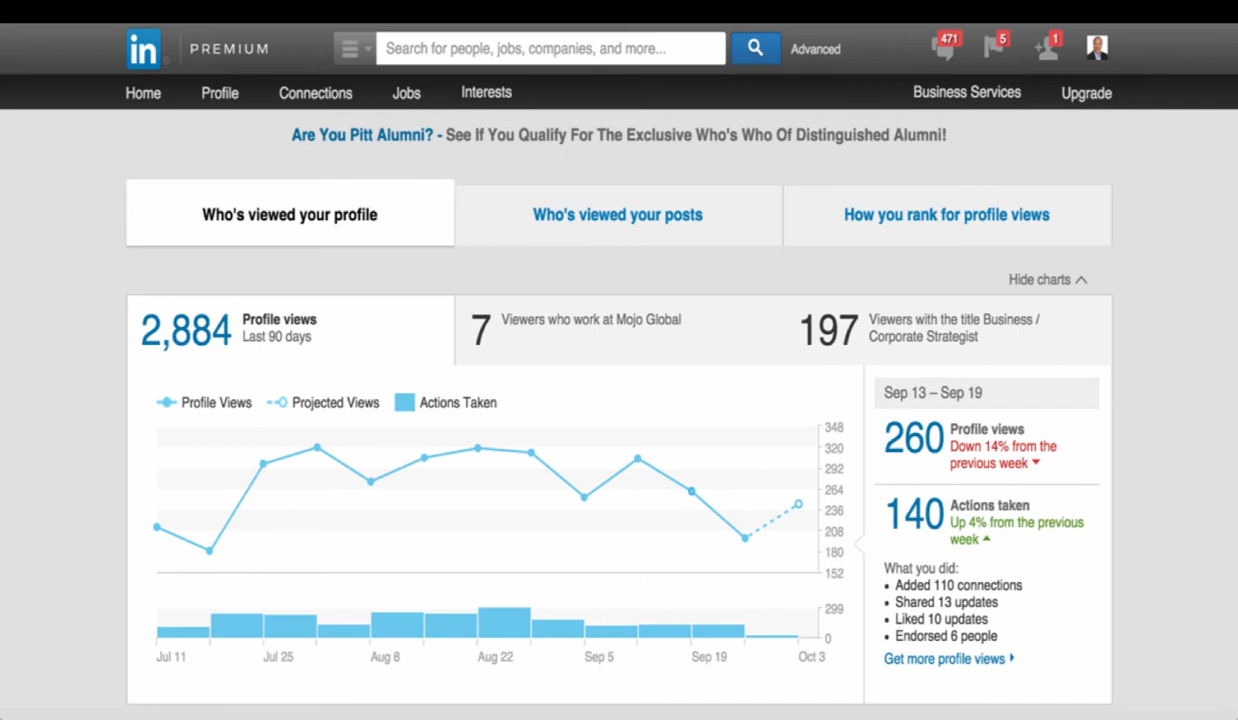 in PREMIUM Search for people, jobs, companies, and more... Advanced 471 5 1
Home Profile Connections Jobs Interests Business Services Upgrade
Are You Pitt Alumni? - See If You Qualify For The Exclusive Who's Who Of Distinguished Alumni!
Who's viewed your profile Who's viewed your posts How you rank for profile views
Hide charts
2,884 Profile views
Last 90 days
7 Viewers who work at Mojo Global
197 Viewers with the title Business /
Corporate Strategist
Profile Views Projected Views Actions Taken
348
320
292
264
236
208
180
152
299
0
Jul 11 Jul 25 Aug 8 Aug 22 Sep 5 Sep 19 Oct 3
Sep 13 – Sep 19
260 Profile views
Down 14% from the
previous week
140 Actions taken
Up 4% from the previous
week
What you did:
• Added 110 connections
• Shared 13 updates
• Liked 10 updates
• Endorsed 6 people
Get more profile views